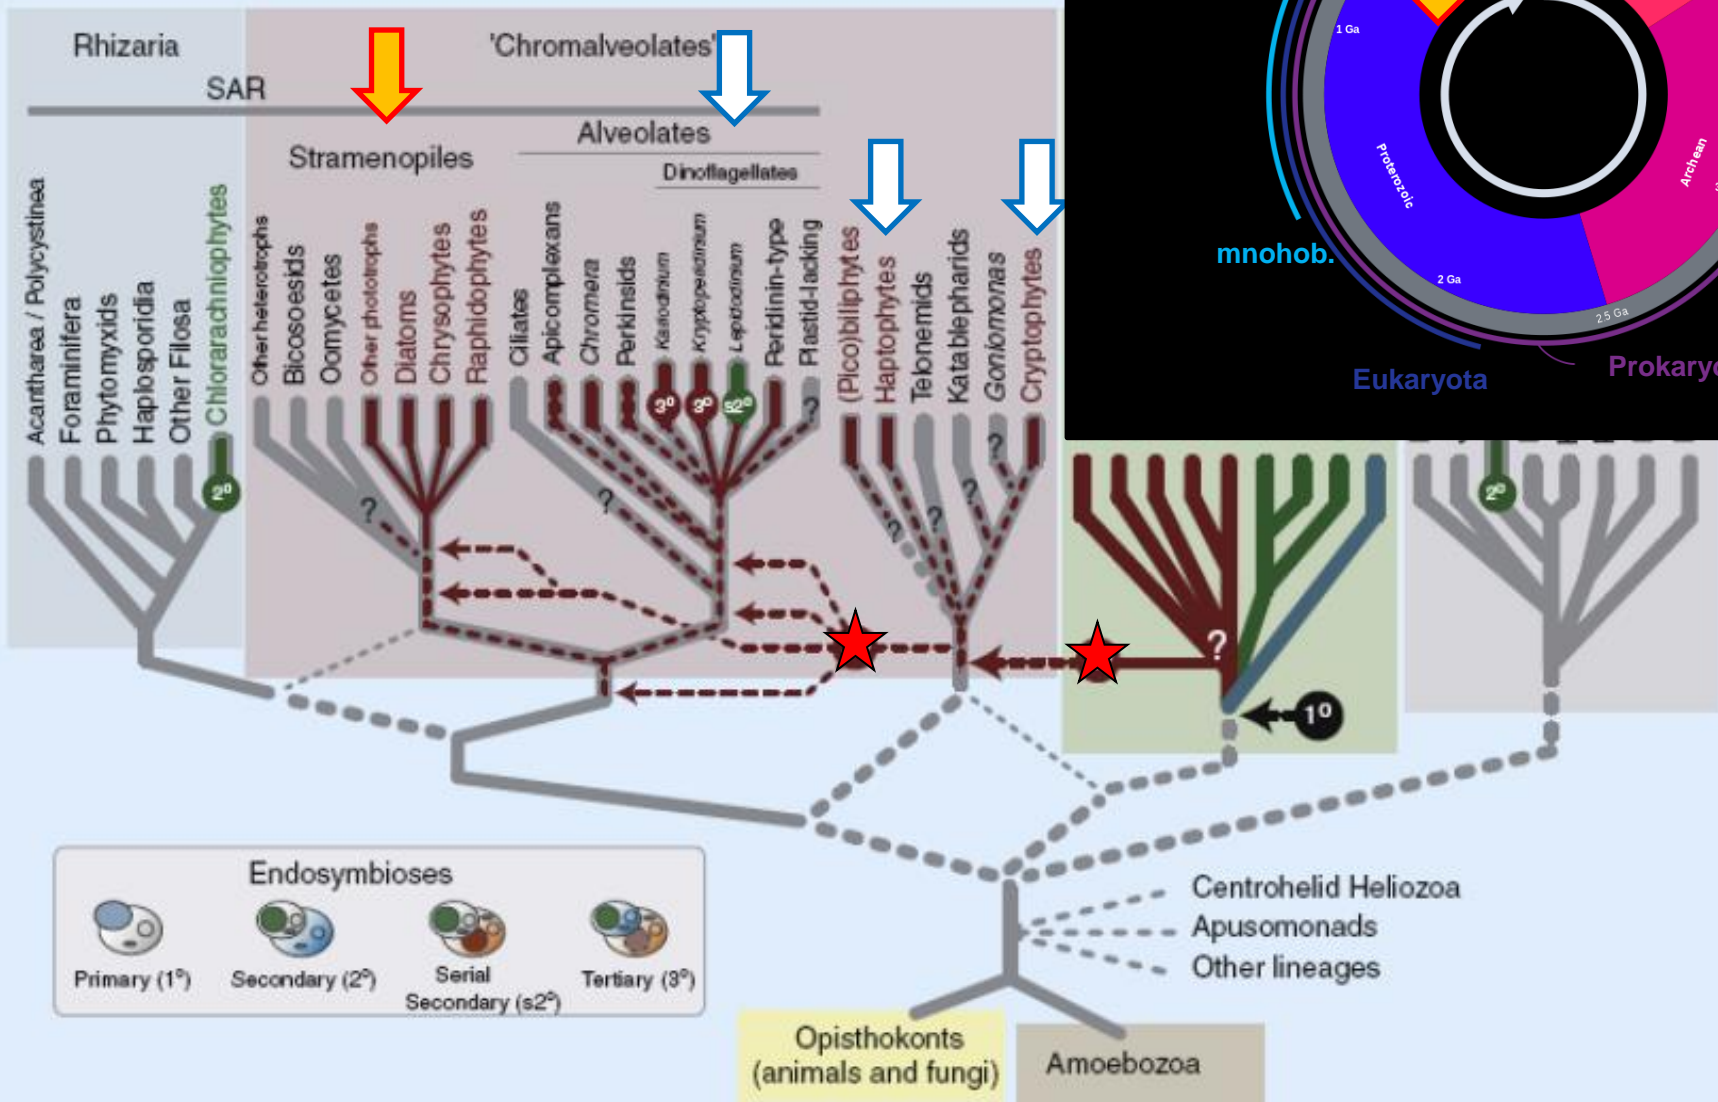 Rhizaria
'Chromalveolates'
SAR
Stramenopiles
Alveolates
Dinoflagellates
Acantharea / Polycystinea
Foraminifera
Phytomyxids
Haplosporidia
Other Filosa
Chlorarachniophytes
Other heterotrophs
Bicosoesids
Oomycetes
Other phototrophs
Diatoms
Chrysophytes
Raphidophytes
Ciliates
Apicomplexans
Chromera
Perkinsids
Karlodinium
Kryptoperidinium
Lepidodinium
Peridinin-type
Plastid-lacking
(Pico)biliphytes
Haptophytes
Telonemids
Katablepharids
Goniomonas
Cryptophytes
1 Ga
Proterozoic
Archean
2 Ga
2.5 Ga
mnohob.
Eukaryota
Prokaryo
2º
3º
3º
s2º
?
?
?
?
?
?
?
?
2º
1º
Endosymbioses
Primary (1º)
Secondary (2º)
Serial
Secondary (s2º)
Tertiary (3º)
Centrohelid Heliozoa
Apusomonads
Other lineages
Opisthokonts
(animals and fungi)
Amoebozoa